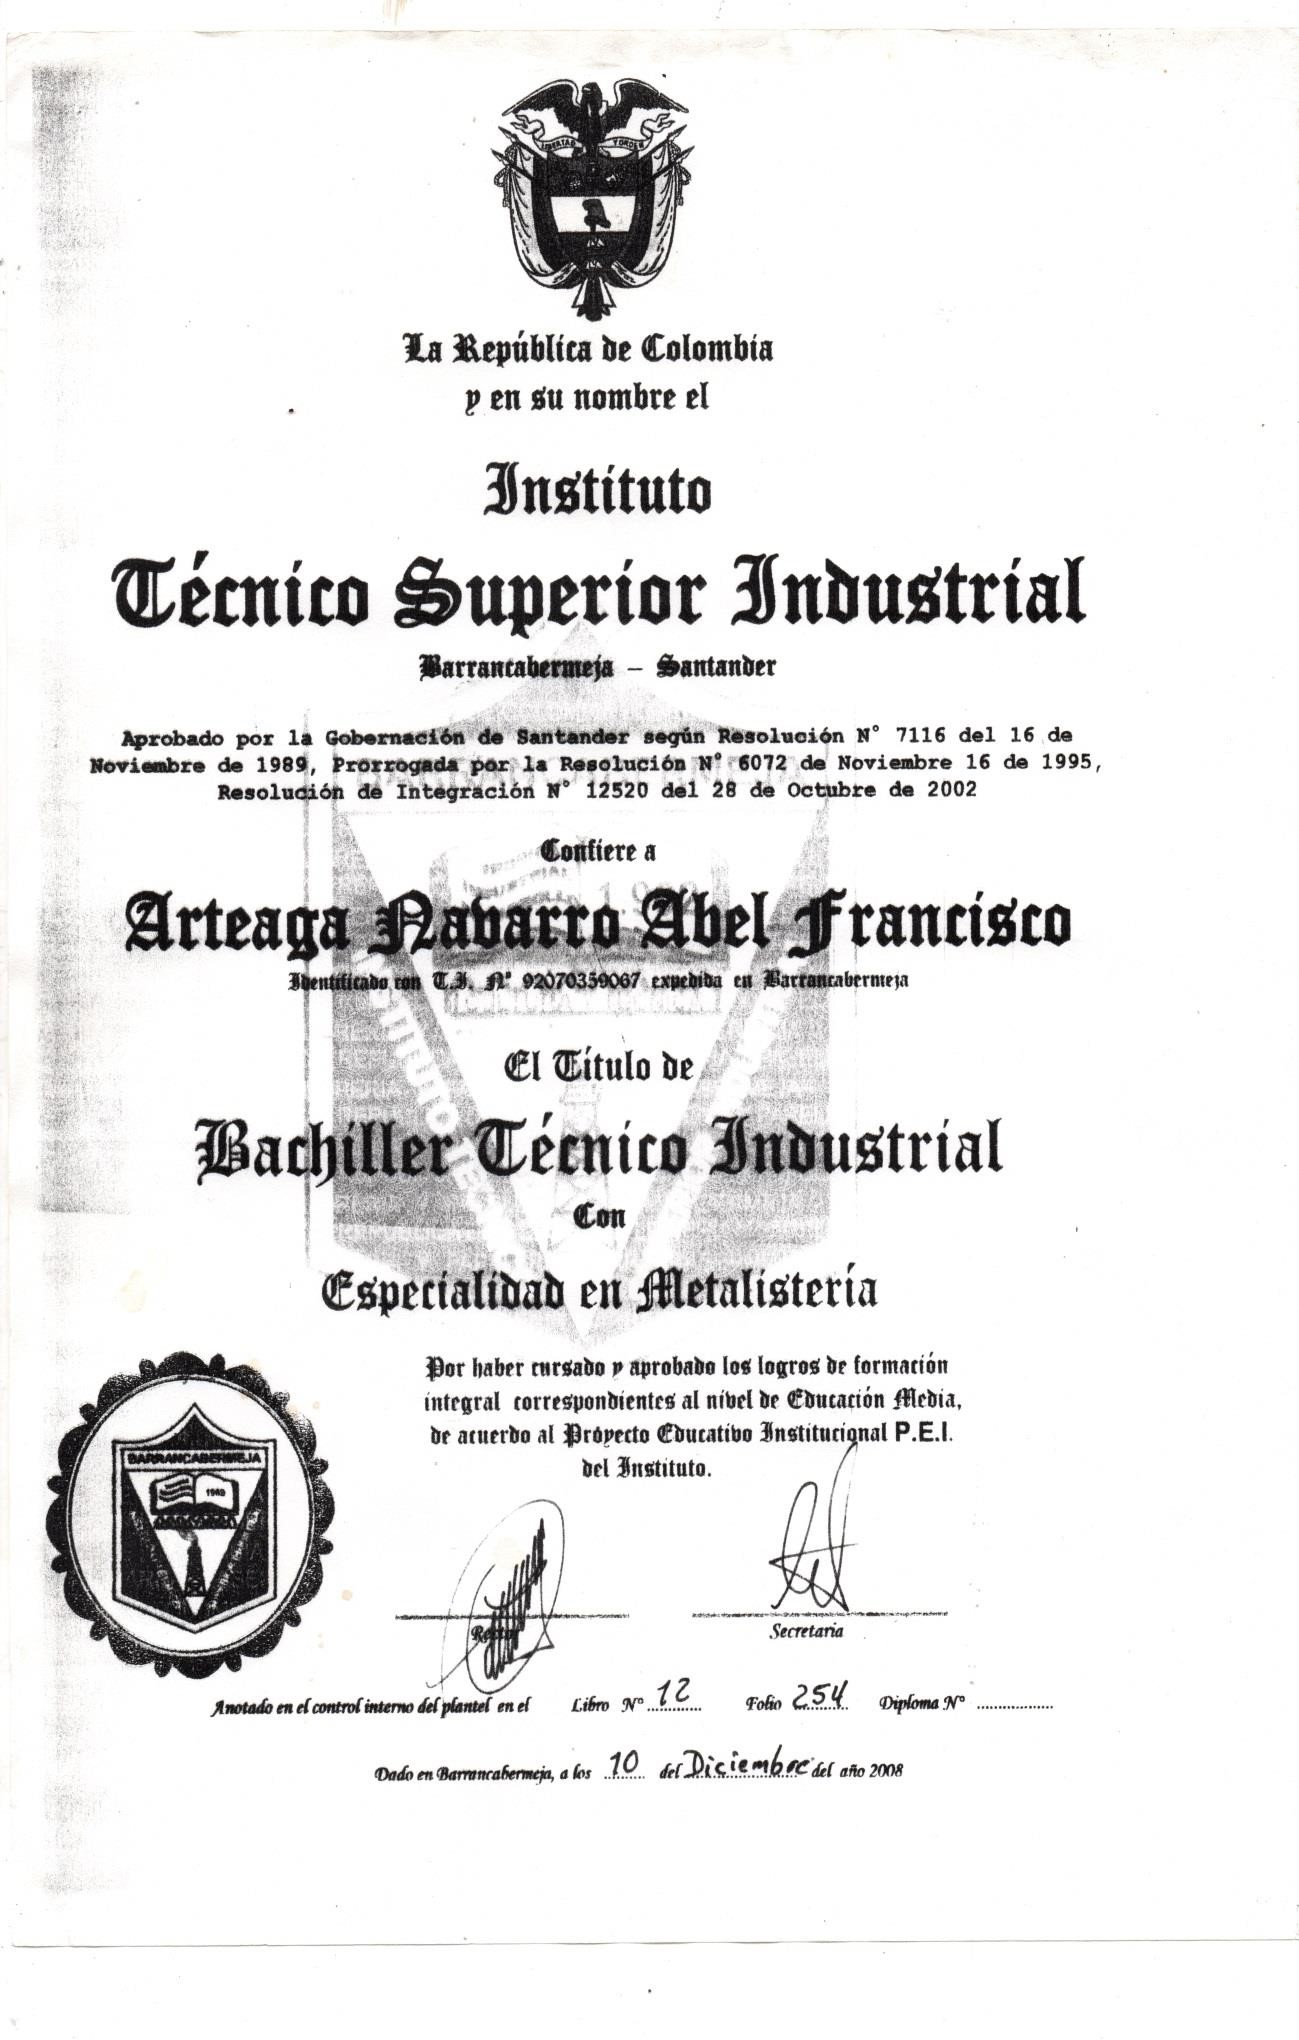 LIBERTAD Y ORDEN
La República de Colombia
y en su nombre el
Instituto
Técnico Superior Industrial
Barrancabermeja – Santander
Aprobado por la Gobernación de Santander según Resolución N° 7116 del 16 de
Noviembre de 1989, Prorrogada por la Resolución N° 6072 de Noviembre 16 de 1995,
Resolución de Integración N° 12520 del 28 de Octubre de 2002
Confiere a
Arteaga Navarro Ábel Francisco
Identificado con T.I. N° 92070359067 expedida en Barrancabermeja
El Título de
Bachiller Técnico Industrial
Con
Especialidad en Metalistería
Por haber cursado y aprobado los logros de formación
integral correspondientes al nivel de Educación Media,
de acuerdo al Próyecto Educativo Institucional P.E.I.
del Instituto.
BARRANCABERMEJA
1969
Rector
Secretaria
Anotado en el control interno del plantel en el Libro N° 12 Folio 254 Diploma N° ..................
Dado en Barrancabermeja, a los 10 del Diciembre del año 2008